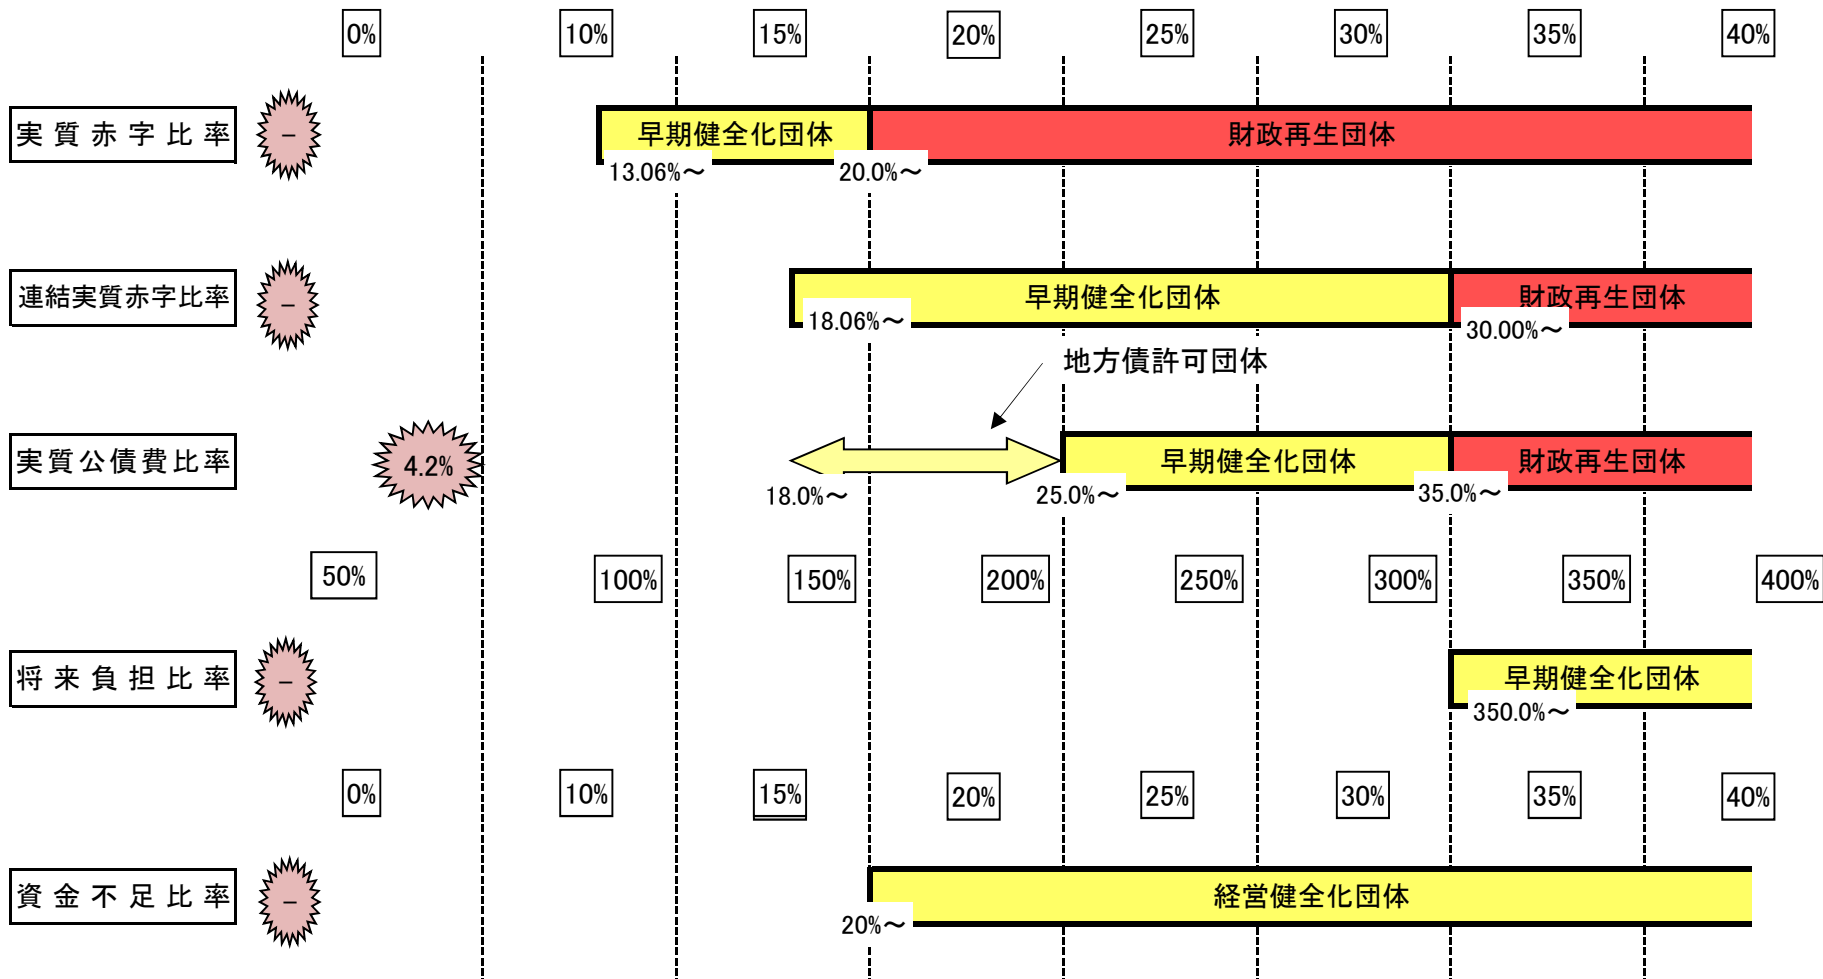 0% 10% 15% 20% 25% 30% 35% 40%
実質赤字比率 － 早期健全化団体 財政再生団体
13.06%～ 20.0%～
連結実質赤字比率 － 早期健全化団体 財政再生団体
18.06%～ 30.00%～
地方債許可団体
実質公債費比率 4.2% 早期健全化団体 財政再生団体
18.0%～ 25.0%～ 35.0%～
50% 100% 150% 200% 250% 300% 350% 400%
将来負担比率 － 早期健全化団体
350.0%～
0% 10% 15% 20% 25% 30% 35% 40%
資金不足比率 － 経営健全化団体
20%～